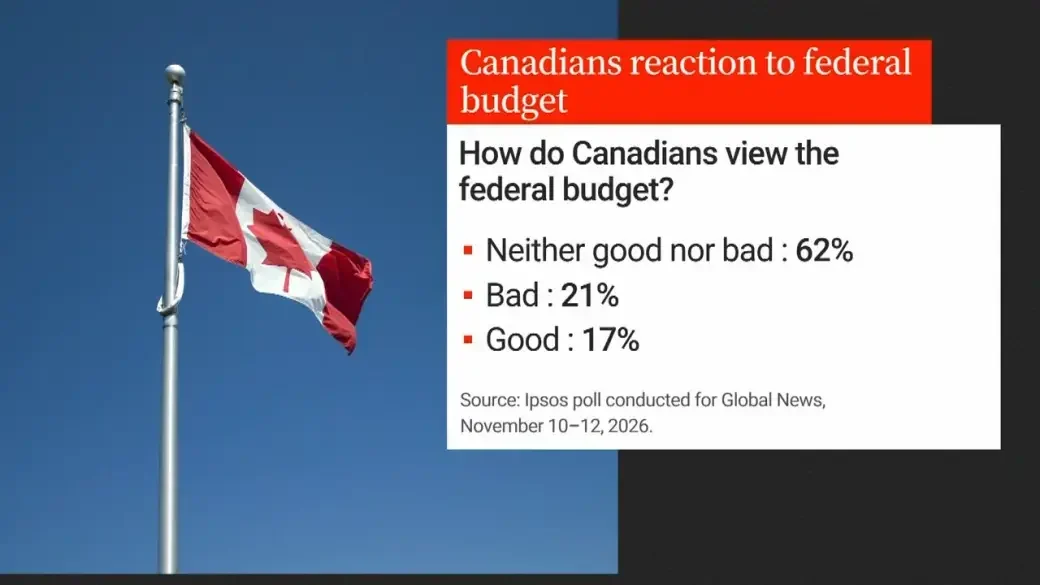 Canadians reaction to federal
budget
How do Canadians view the
federal budget?
▪ Neither good nor bad : 62%
▪ Bad : 21%
▪ Good : 17%
Source: Ipsos poll conducted for Global News,
November 10–12, 2026.